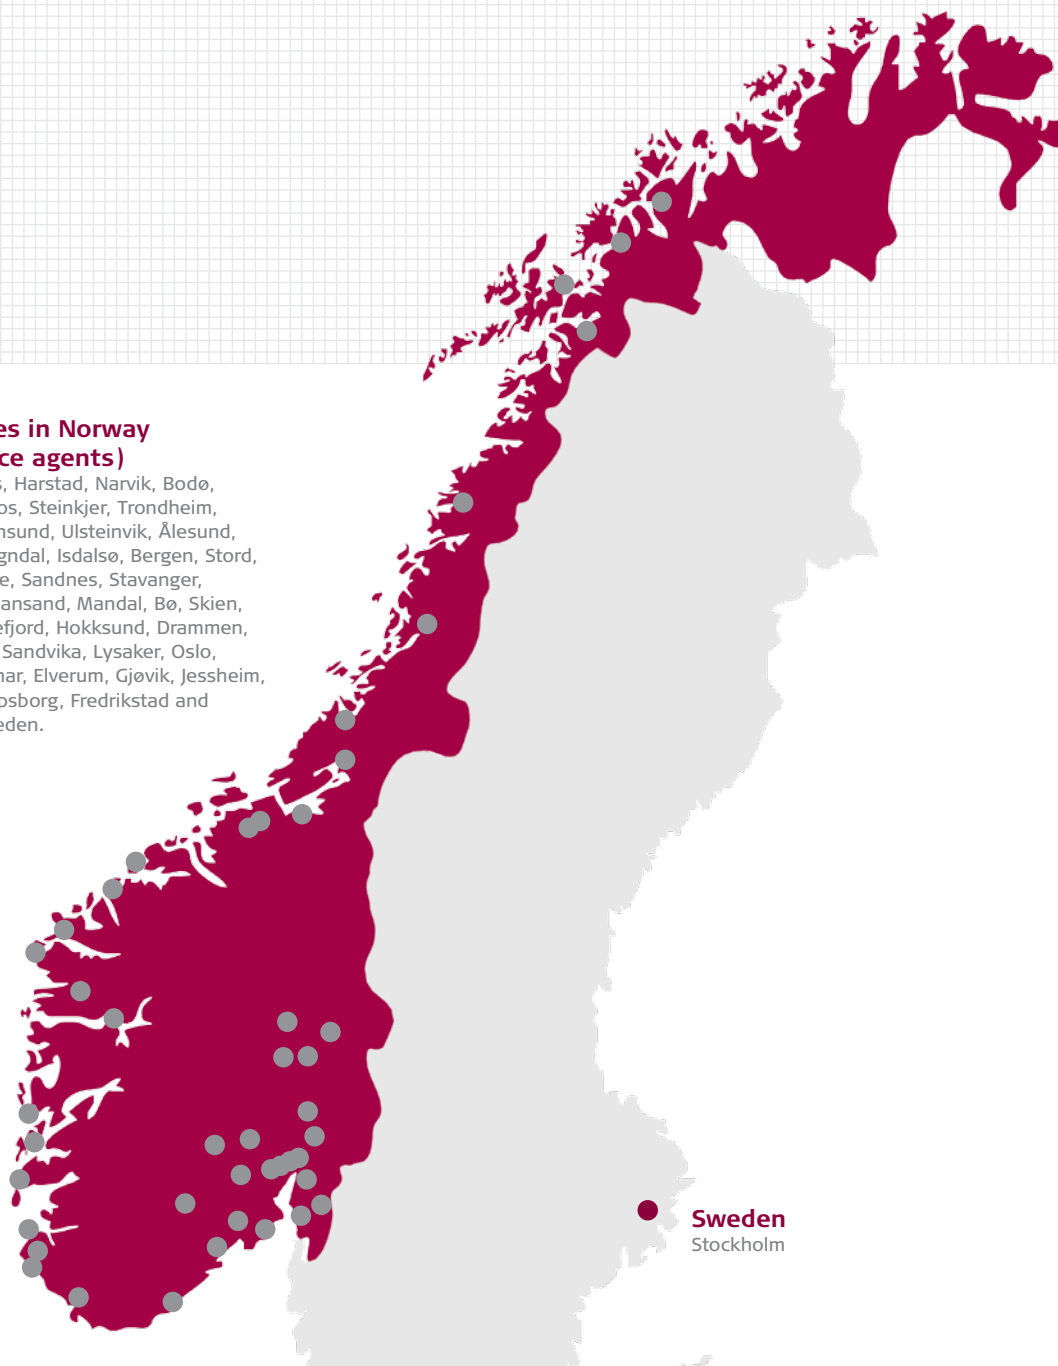 es in Norway
ce agents)
s, Harstad, Narvik, Bodø,
os, Steinkjer, Trondheim,
nsund, Ulsteinvik, Ålesund,
gndal, Isdalsø, Bergen, Stord,
e, Sandnes, Stavanger,
ansand, Mandal, Bø, Skien,
efjord, Hokksund, Drammen,
Sandvika, Lysaker, Oslo,
nar, Elverum, Gjøvik, Jessheim,
psborg, Fredrikstad and
eden.
Sweden
Stockholm